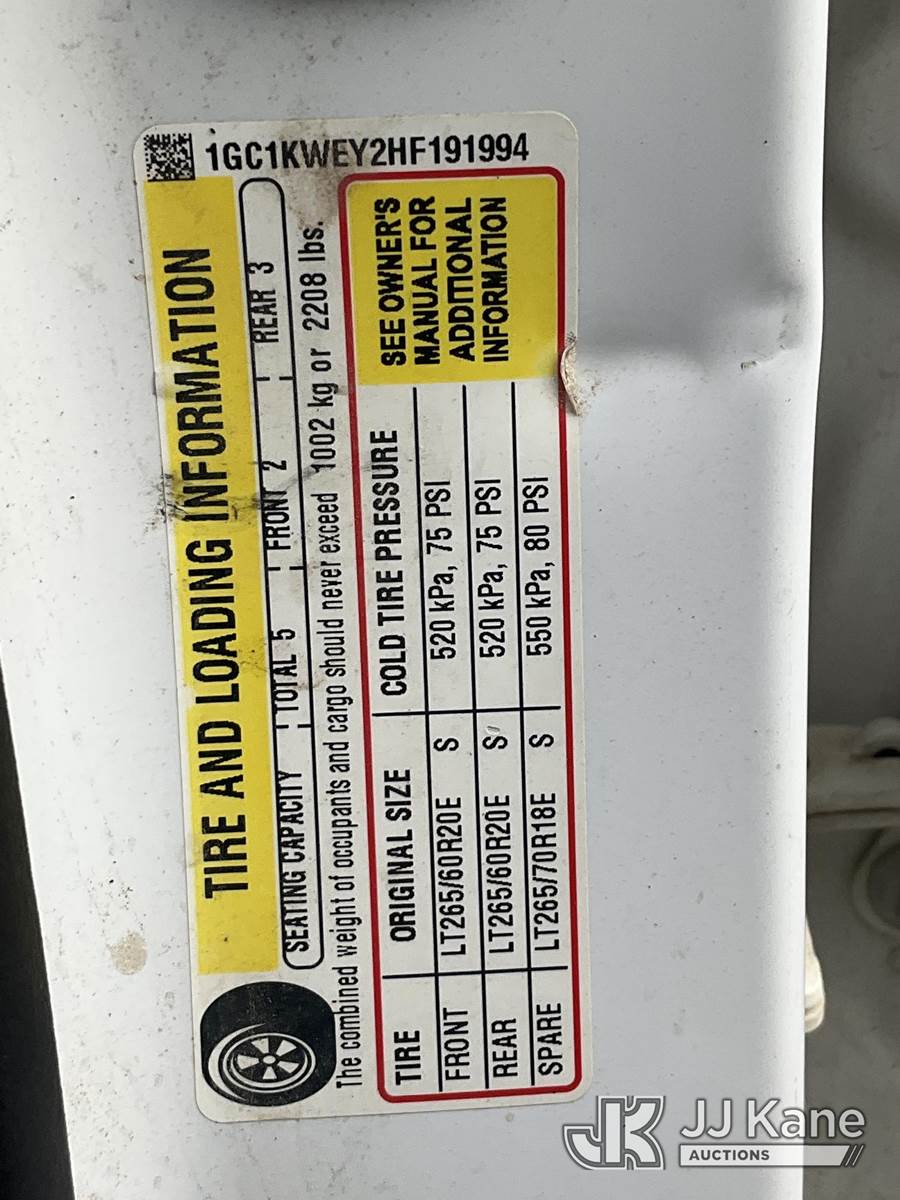 1GC1KWEY2HF191994
TIRE AND LOADING INFORMATION
SEATING CAPACITY TOTAL 5 FRONT 2 REAR 3
The combined weight of occupants and cargo should never exceed 1002 kg or 2208 lbs.
TIRE ORIGINAL SIZE COLD TIRE PRESSURE
FRONT LT265/60R20E S 520 kPa, 75 PSI
REAR LT265/60R20E S 520 kPa, 75 PSI
SPARE LT265/70R18E S 550 kPa, 80 PSI
SEE OWNER'S
MANUAL FOR
ADDITIONAL
INFORMATION
JK JJ Kane
AUCTIONS